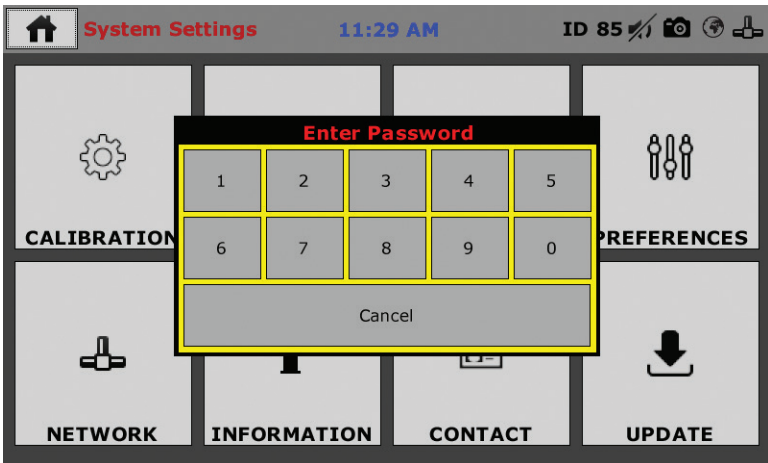 System Settings 11:29 AM ID 85
Enter Password
1 2 3 4 5
CALIBRATION PREFERENCES
6 7 8 9 0
Cancel
NETWORK INFORMATION CONTACT UPDATE